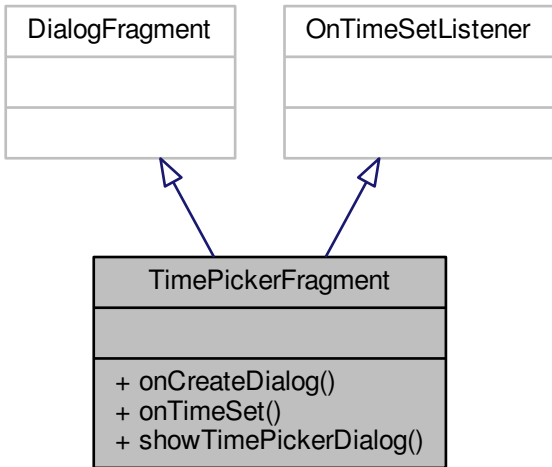 DialogFragment
OnTimeSetListener
TimePickerFragment
+ onCreateDialog()
+ onTimeSet()
+ showTimePickerDialog()